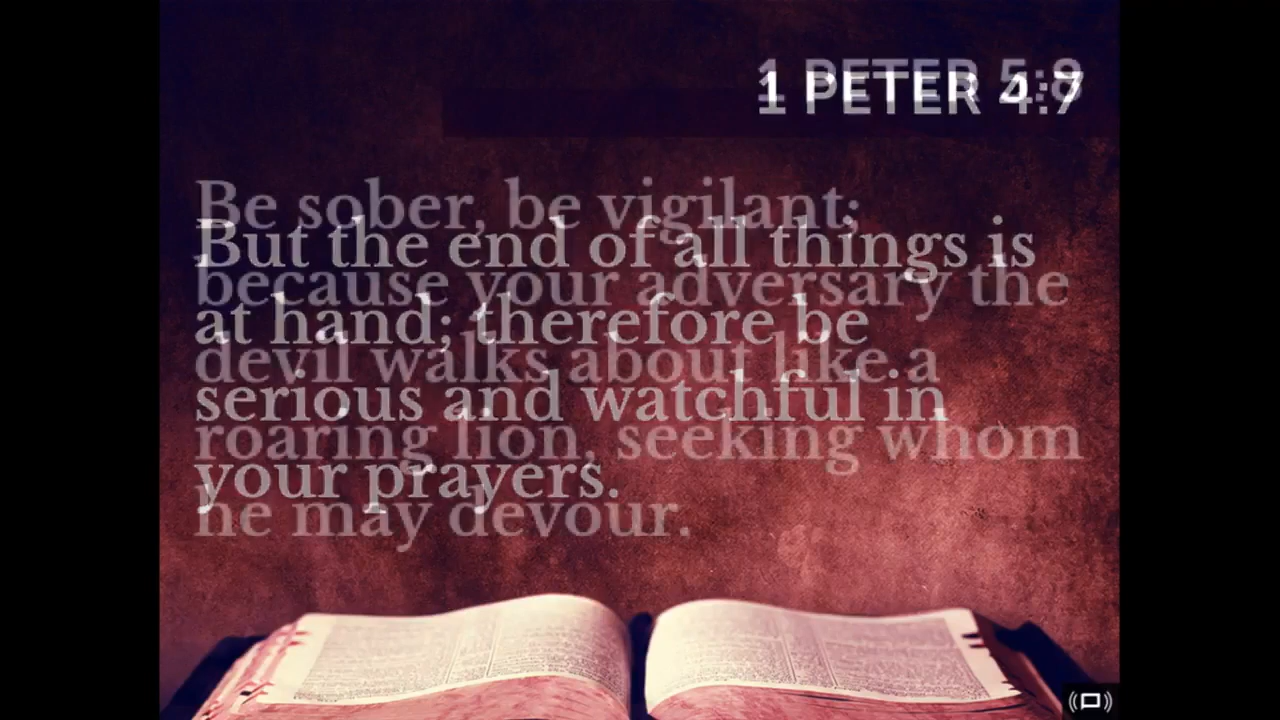 1 PETER 5:8
1 PETER 4:7
Be sober, be vigilant;
But the end of all things is
because your adversary the
at hand; therefore be
devil walks about like a
serious and watchful in
roaring lion, seeking whom
your prayers.
he may devour.